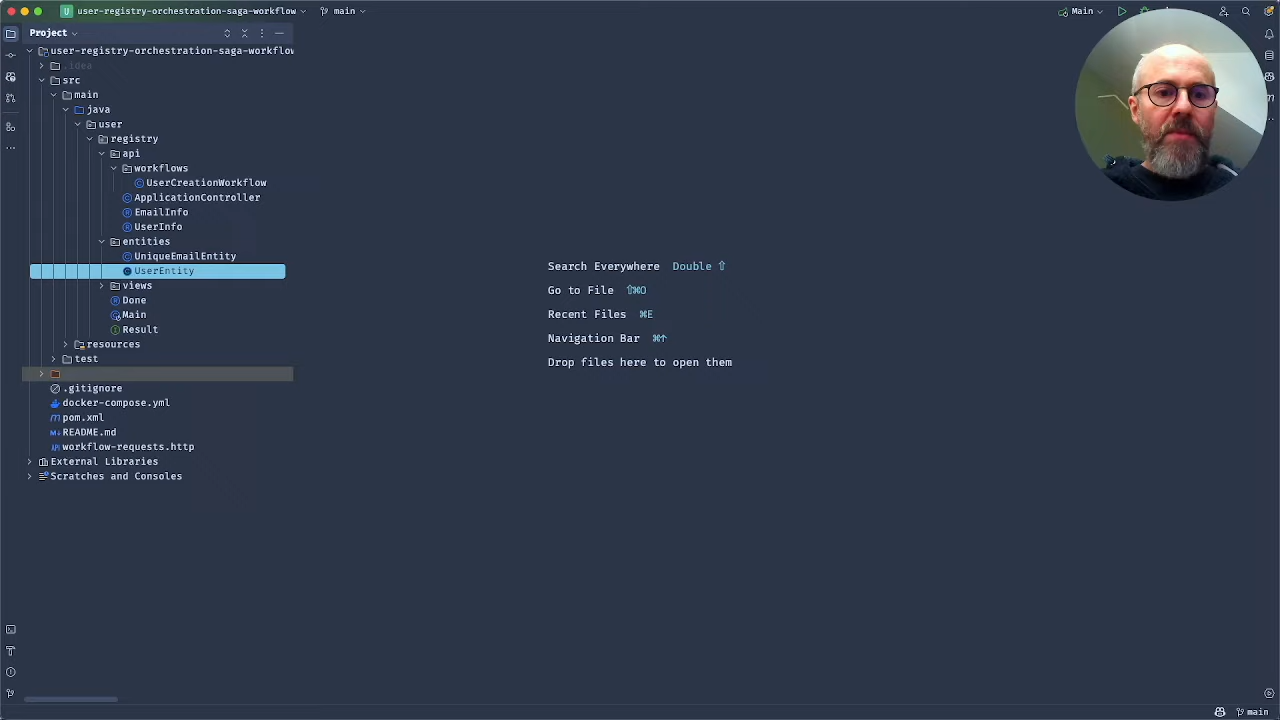 U user-registry-orchestration-saga-workflow main Main
Project
user-registry-orchestration-saga-workflow
.idea
src
main
java
user
registry
api
workflows
UserCreationWorkflow
ApplicationController
EmailInfo
UserInfo
entities
UniqueEmailEntity
UserEntity
views
Done
Main
Result
resources
test
.gitignore
docker-compose.yml
pom.xml
README.md
workflow-requests.http
External Libraries
Scratches and Consoles
Search Everywhere Double ⇧
Go to File ⇧⌘O
Recent Files ⌘E
Navigation Bar ⌘↑
Drop files here to open them
main